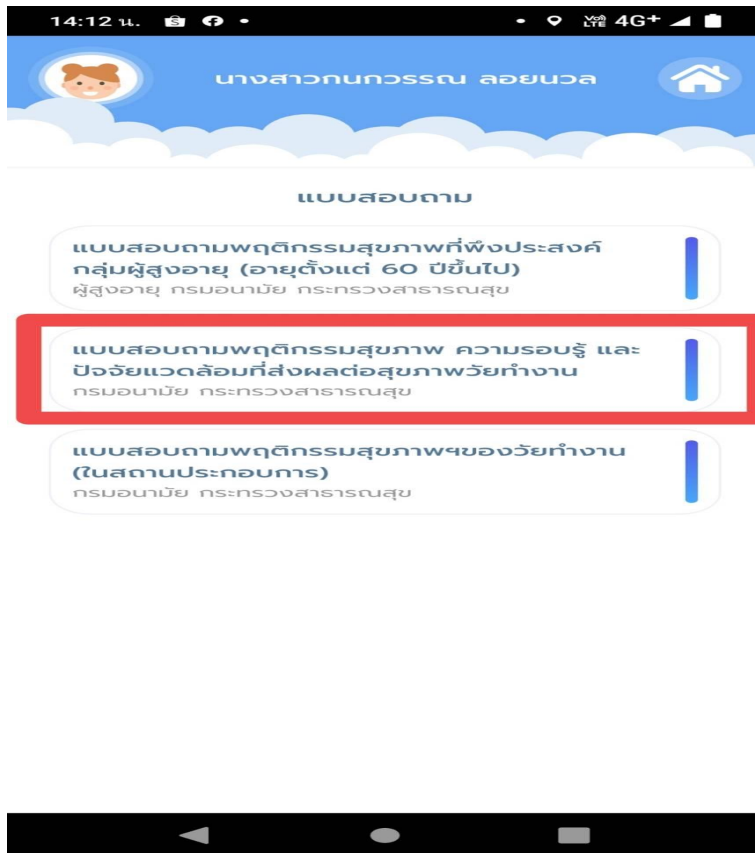 14:12 น. 4G+
VoD LTE
นางสาวกนกวรรณ ลอยนวล
แบบสอบถาม
แบบสอบถามพฤติกรรมสุขภาพที่พึงประสงค์
กลุ่มผู้สูงอายุ (อายุตั้งแต่ 60 ปีขึ้นไป)
ผู้สูงอายุ กรมอนามัย กระทรวงสาธารณสุข
แบบสอบถามพฤติกรรมสุขภาพ ความรอบรู้ และ
ปัจจัยแวดล้อมที่ส่งผลต่อสุขภาพวัยทำงาน
กรมอนามัย กระทรวงสาธารณสุข
แบบสอบถามพฤติกรรมสุขภาพฯของวัยทำงาน
(ในสถานประกอบการ)
กรมอนามัย กระทรวงสาธารณสุข